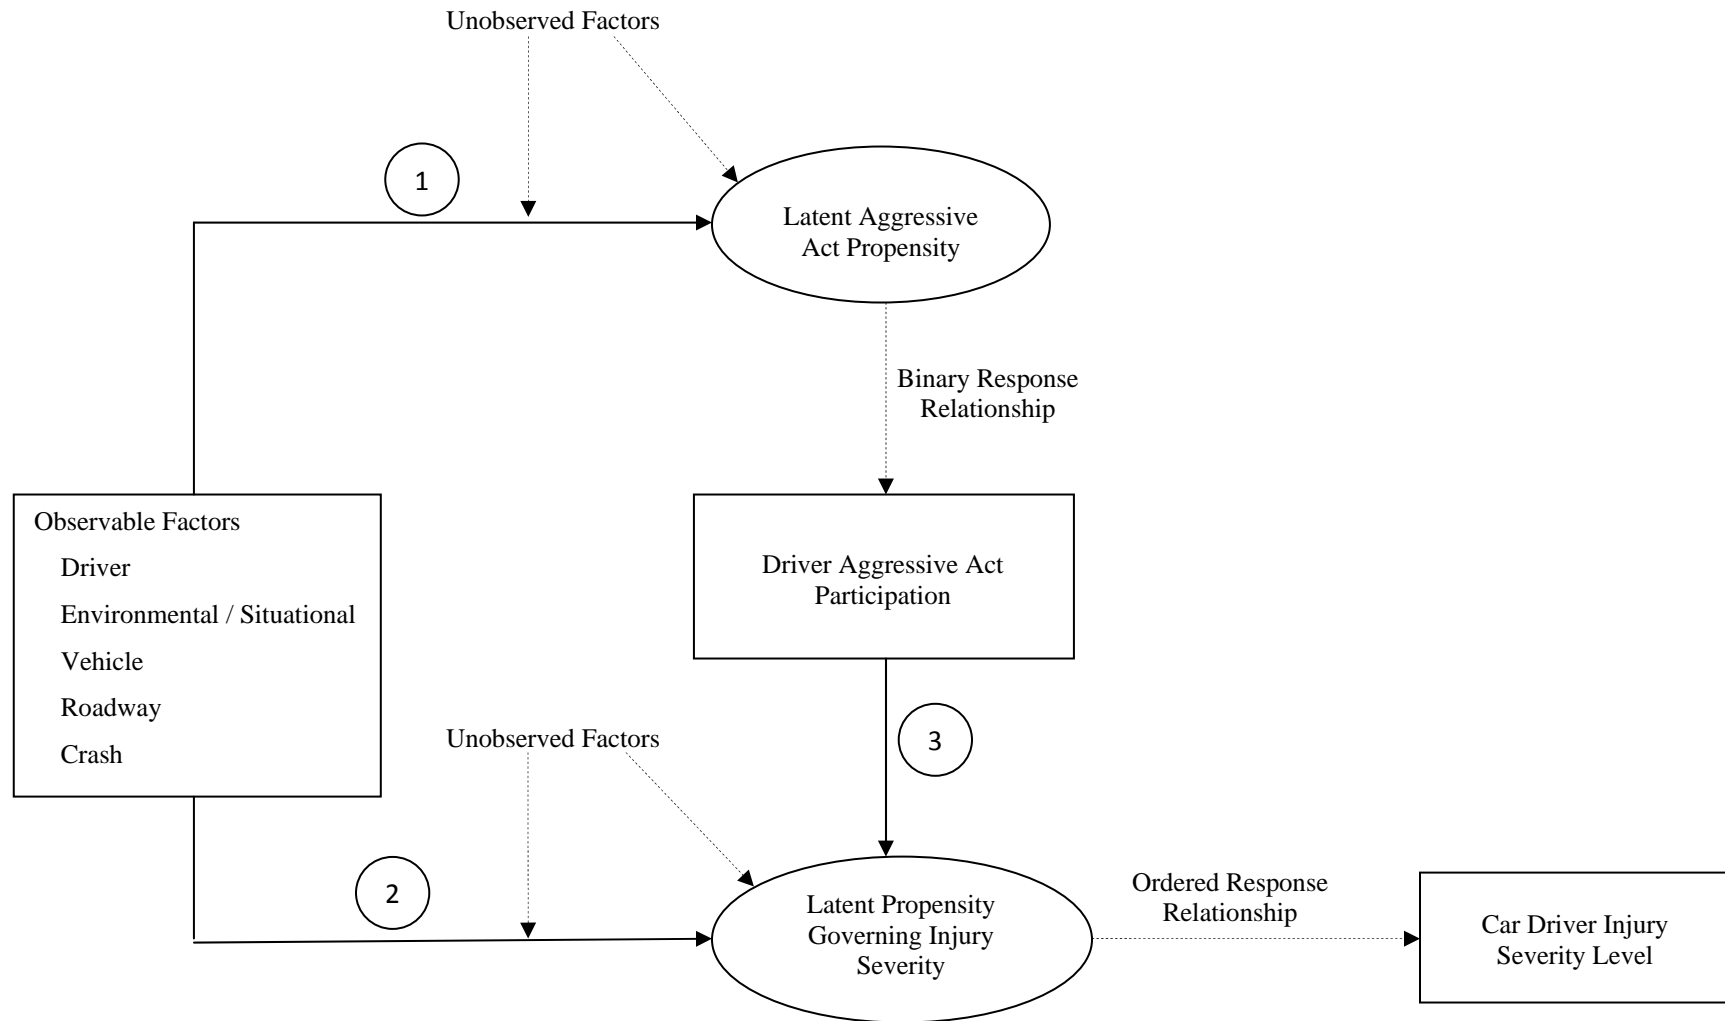 Unobserved Factors
1
Latent Aggressive
Act Propensity
Binary Response
Relationship
Observable Factors
Driver
Environmental / Situational
Vehicle
Roadway
Crash
Driver Aggressive Act
Participation
Unobserved Factors
3
2
Latent Propensity
Governing Injury
Severity
Ordered Response
Relationship
Car Driver Injury
Severity Level